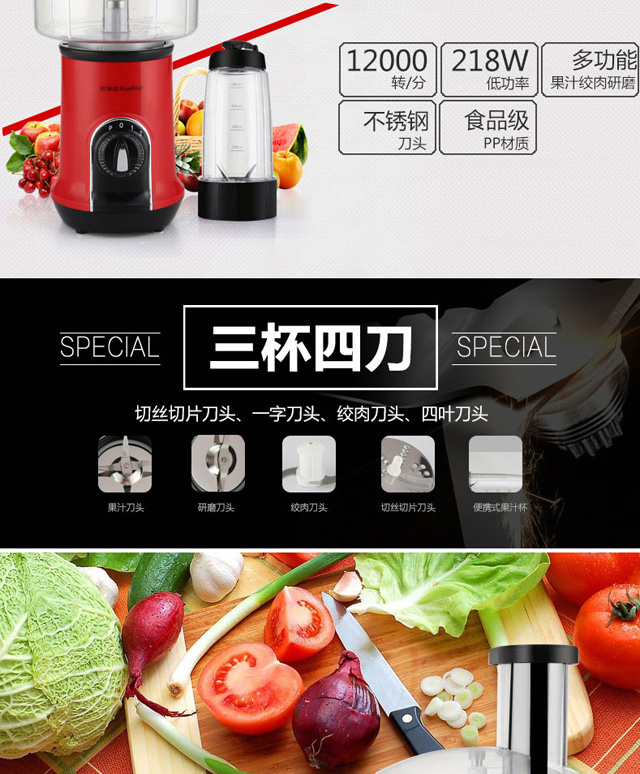 12000
转/分
218W
低功率
多功能
果汁绞肉研磨
不锈钢
刀头
食品级
PP材质
P 0 1
SPECIAL
三杯四刀
SPECIAL
切丝切片刀头、一字刀头、绞肉刀头、四叶刀头
果汁刀头
研磨刀头
绞肉刀头
切丝切片刀头
便携式果汁杯